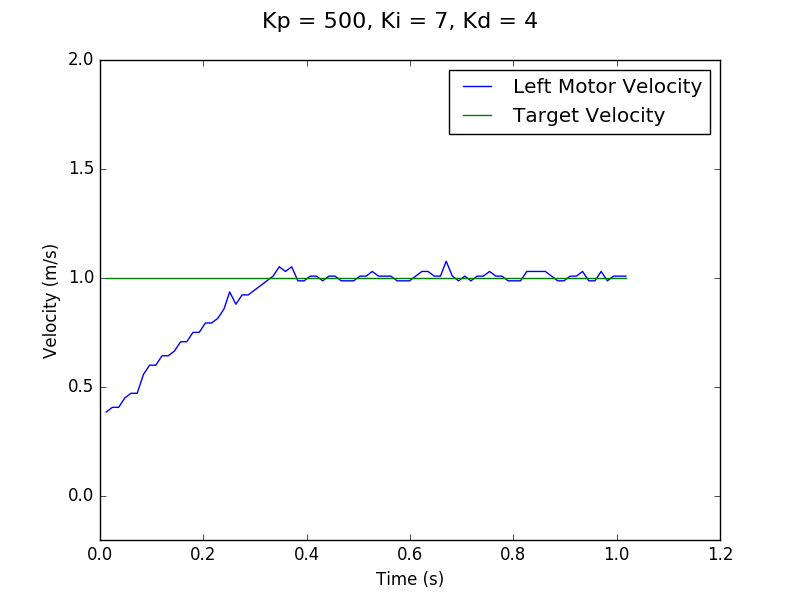 Kp = 500, Ki = 7, Kd = 4
Left Motor Velocity
Target Velocity
2.0
1.5
1.0
0.5
0.0
Velocity (m/s)
0.0 0.2 0.4 0.6 0.8 1.0 1.2
Time (s)